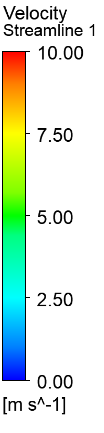 Velocity
Streamline 1
10.00
7.50
5.00
2.50
0.00
[m s^-1]